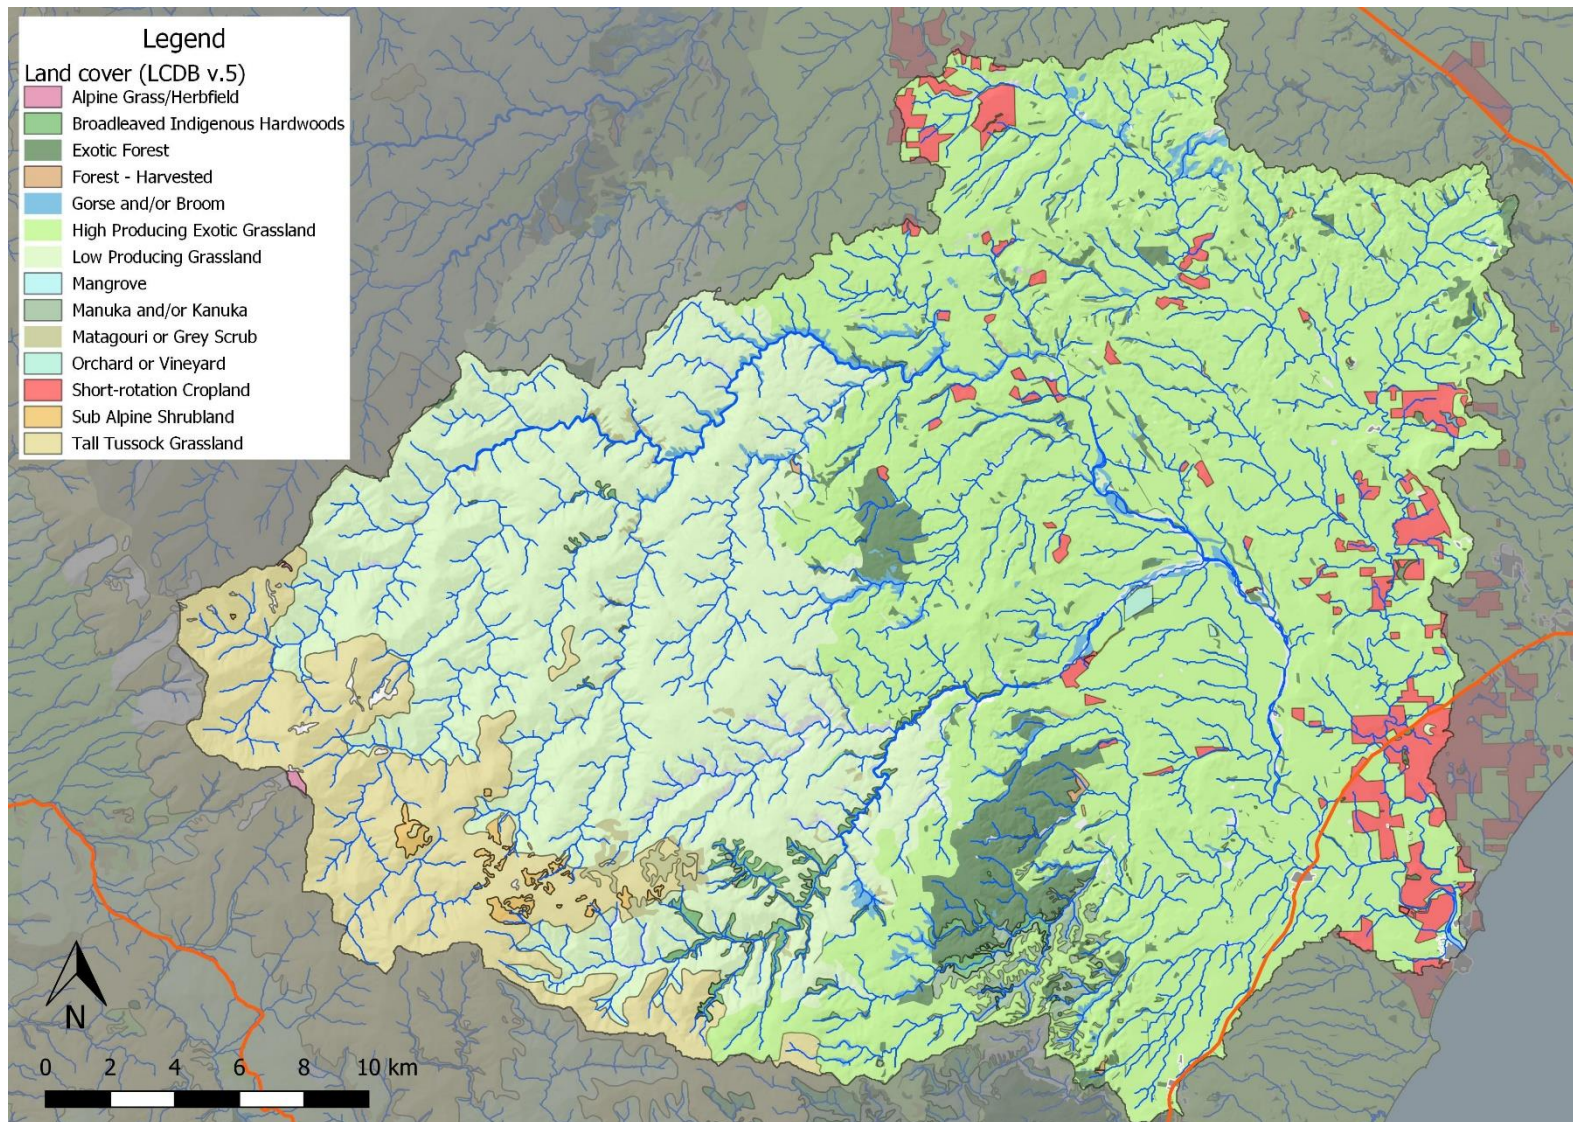 Legend
Land cover (LCDB v.5)
Alpine Grass/Herbfield
Broadleaved Indigenous Hardwoods
Exotic Forest
Forest - Harvested
Gorse and/or Broom
High Producing Exotic Grassland
Low Producing Grassland
Mangrove
Manuka and/or Kanuka
Matagouri or Grey Scrub
Orchard or Vineyard
Short-rotation Cropland
Sub Alpine Shrubland
Tall Tussock Grassland
N
0 2 4 6 8 10 km